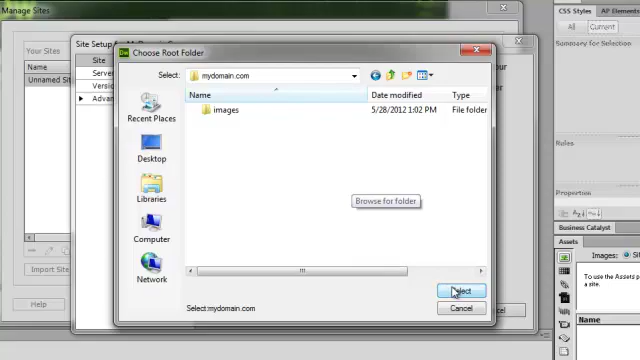 Manage Sites
CSS Styles
AP Elements
All
Current
Summary for Selection
Your Sites
Name
Unnamed Sit
Site
Server
Versi
Advan
Choose Root Folder
Select:
mydomain.com
Name
Date modified
Type
images
5/28/2012 1:02 PM
File folder
Recent Places
Desktop
Libraries
Computer
Network
Browse for folder
Select
Cancel
Select:mydomain.com
Import Site
Help
Rules
Properties
Business Catalyst
Assets
Images:
To use the Assets p
a site.
Name